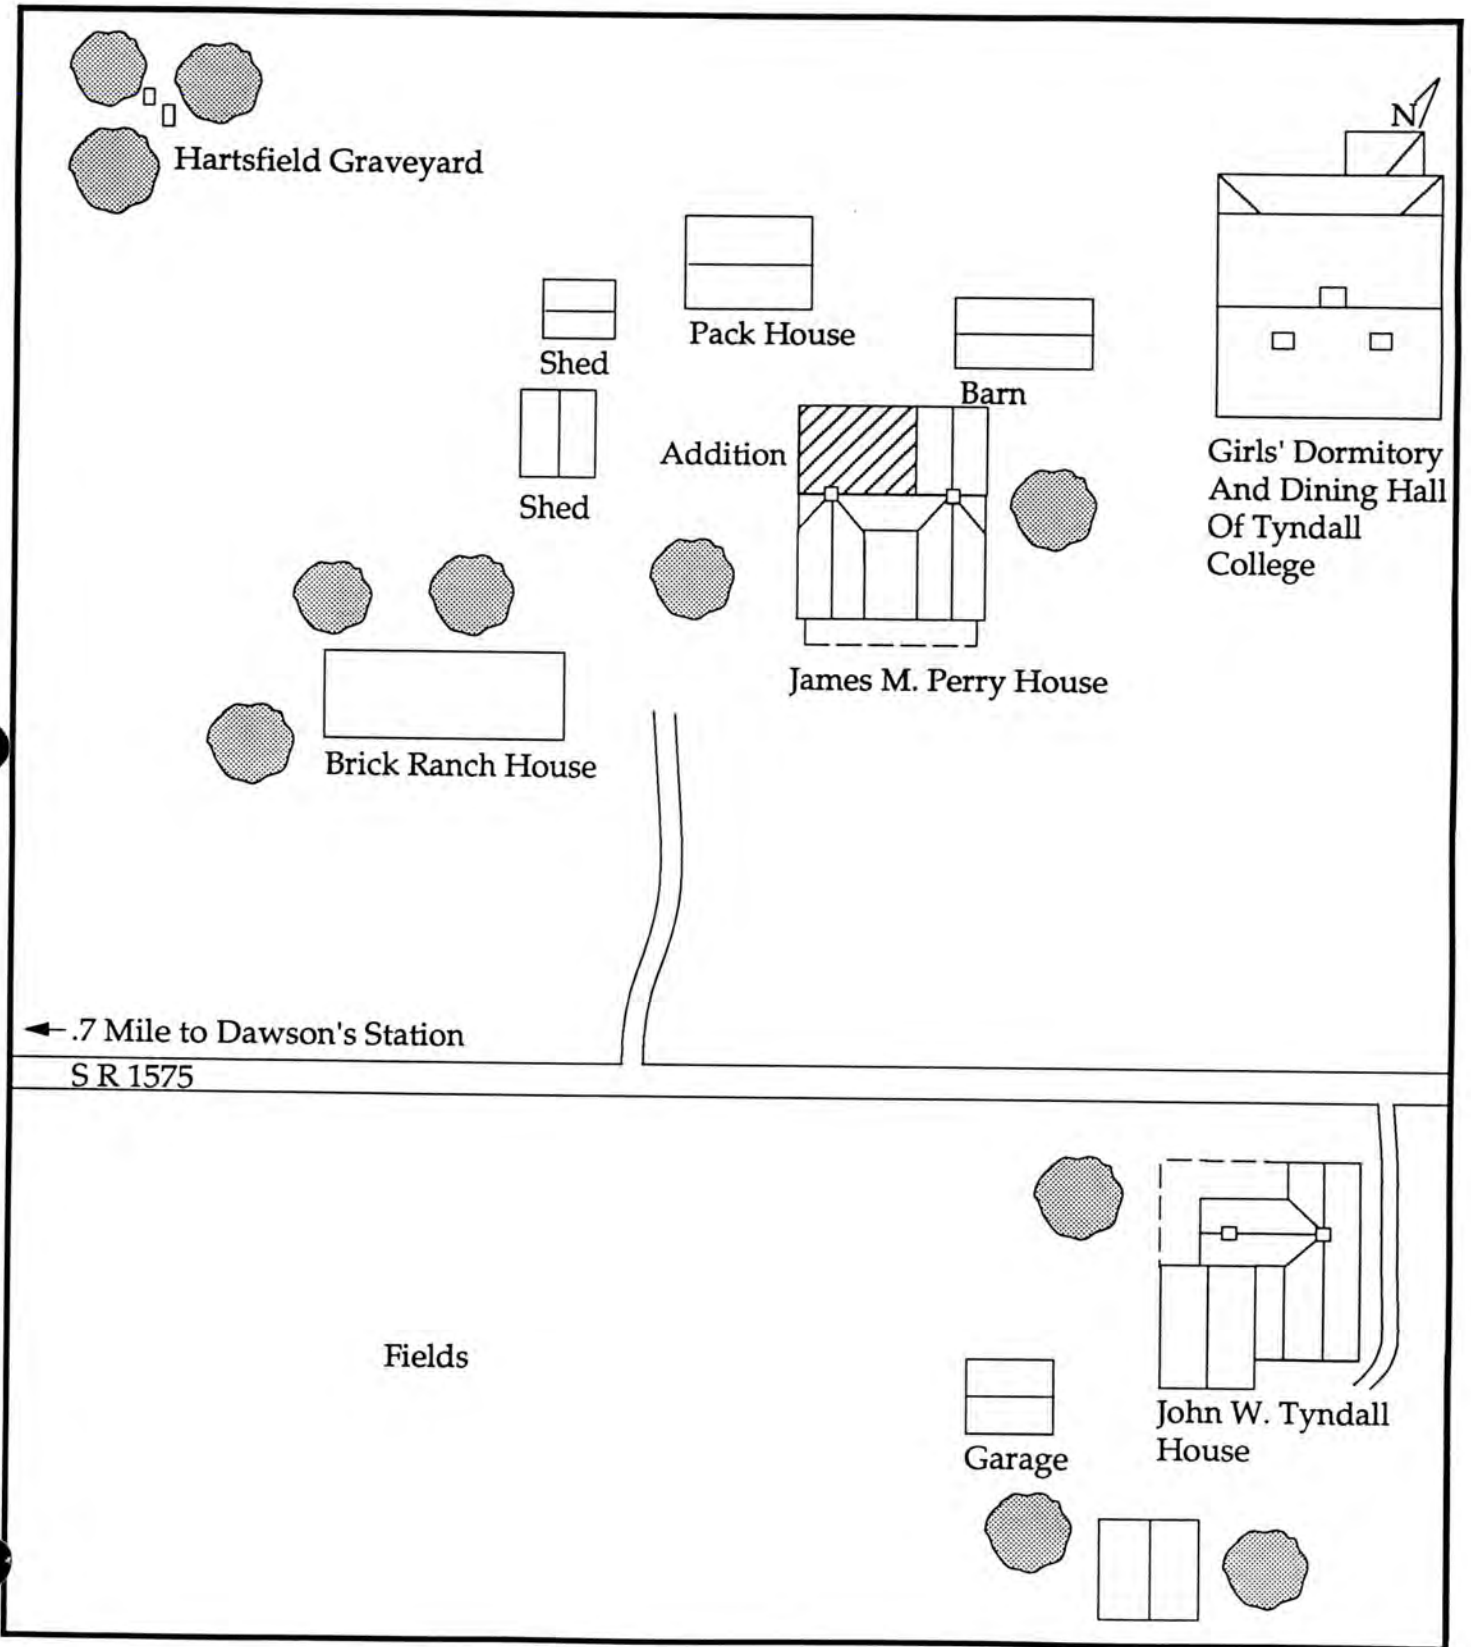 N
Hartsfield Graveyard
Pack House
Shed
Barn
Addition
Shed
Girls' Dormitory
And Dining Hall
Of Tyndall
College
James M. Perry House
Brick Ranch House
.7 Mile to Dawson's Station
S R 1575
Fields
John W. Tyndall
House
Garage